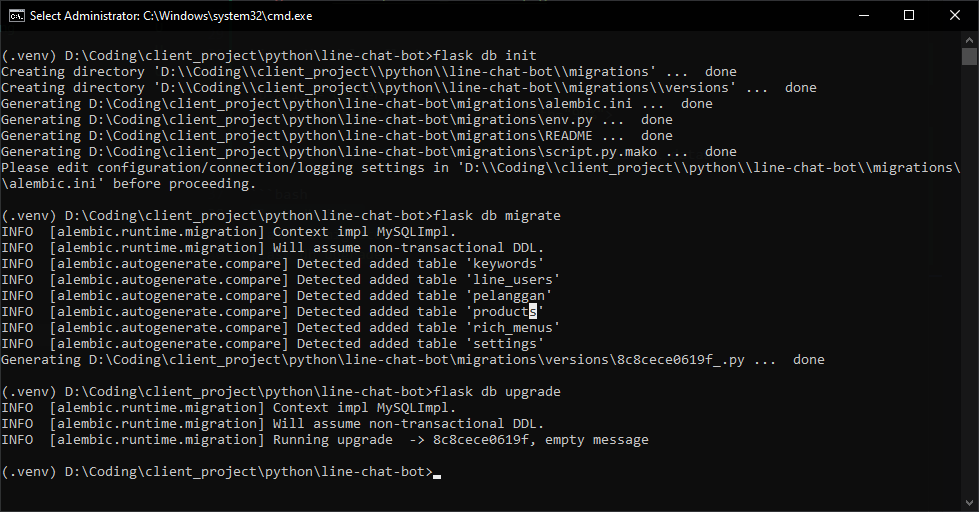 Select Administrator: C:\Windows\system32\cmd.exe
(.venv) D:\Coding\client_project\python\line-chat-bot>flask db init
Creating directory 'D:\\Coding\\client_project\\python\\line-chat-bot\\migrations' ...  done
Creating directory 'D:\\Coding\\client_project\\python\\line-chat-bot\\migrations\\versions' ...  done
Generating D:\Coding\client_project\python\line-chat-bot\migrations\alembic.ini ...  done
Generating D:\Coding\client_project\python\line-chat-bot\migrations\env.py ...  done
Generating D:\Coding\client_project\python\line-chat-bot\migrations\README ...  done
Generating D:\Coding\client_project\python\line-chat-bot\migrations\script.py.mako ...  done
Please edit configuration/connection/logging settings in 'D:\\Coding\\client_project\\python\\line-chat-bot\\migrations\
\alembic.ini' before proceeding.
(.venv) D:\Coding\client_project\python\line-chat-bot>flask db migrate
INFO  [alembic.runtime.migration] Context impl MySQLImpl.
INFO  [alembic.runtime.migration] Will assume non-transactional DDL.
INFO  [alembic.autogenerate.compare] Detected added table 'keywords'
INFO  [alembic.autogenerate.compare] Detected added table 'line_users'
INFO  [alembic.autogenerate.compare] Detected added table 'pelanggan'
INFO  [alembic.autogenerate.compare] Detected added table 'products'
INFO  [alembic.autogenerate.compare] Detected added table 'rich_menus'
INFO  [alembic.autogenerate.compare] Detected added table 'settings'
Generating D:\Coding\client_project\python\line-chat-bot\migrations\versions\8c8cece0619f_.py ...  done
(.venv) D:\Coding\client_project\python\line-chat-bot>flask db upgrade
INFO  [alembic.runtime.migration] Context impl MySQLImpl.
INFO  [alembic.runtime.migration] Will assume non-transactional DDL.
INFO  [alembic.runtime.migration] Running upgrade  -> 8c8cece0619f, empty message
(.venv) D:\Coding\client_project\python\line-chat-bot>